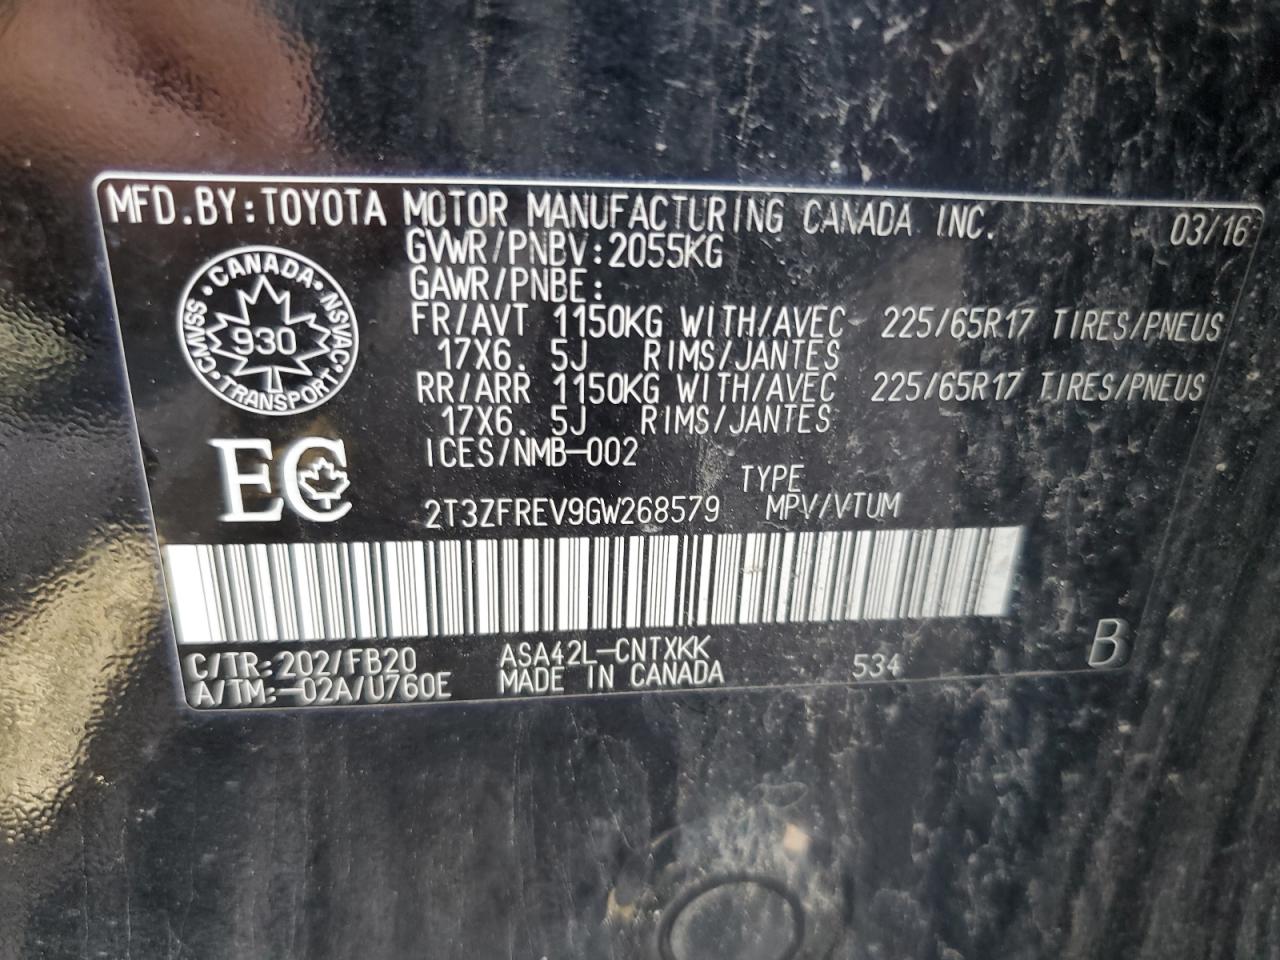 MFD.BY:TOYOTA MOTOR MANUFACTURING CANADA INC. 03/16
GVWR/PNBV:2055KG
GAWR/PNBE:
FR/AVT 1150KG WITH/AVEC 225/65R17 TIRES/PNEUS
17X6.5J RIMS/JANTES
RR/ARR 1150KG WITH/AVEC 225/65R17 TIRES/PNEUS
17X6.5J RIMS/JANTES
ICES/NMB-002
CANADA
CMVSS
NSVAC
930
TRANSPORT
EC
TYPE
2T3ZFREV9GW268579 MPV/VTUM
C/TR:202/FB20 ASA42L-CNTXKK
A/TM:-02A/U760E MADE IN CANADA 534 B